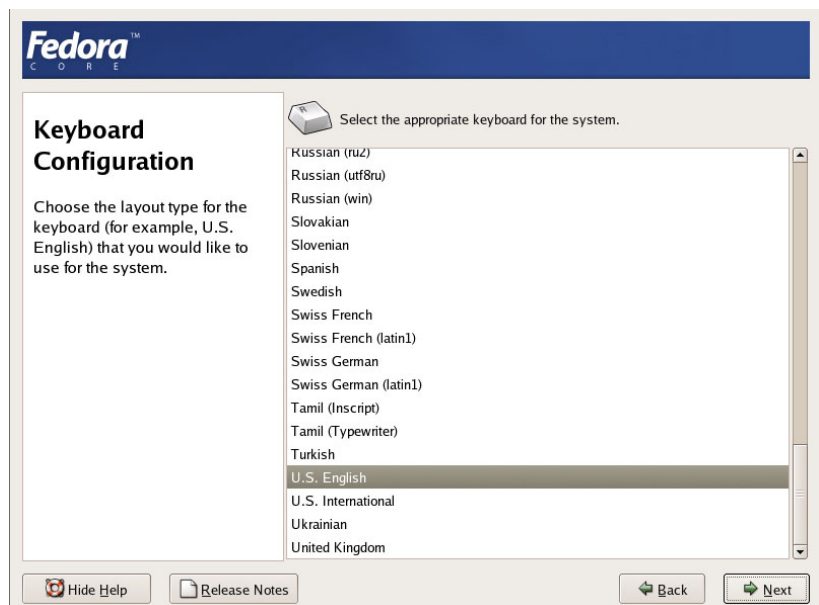 Fedora™
CORE
Keyboard
Configuration
Choose the layout type for the
keyboard (for example, U.S.
English) that you would like to
use for the system.
R
Select the appropriate keyboard for the system.
Russian (ru2)
Russian (utf8ru)
Russian (win)
Slovakian
Slovenian
Spanish
Swedish
Swiss French
Swiss French (latin1)
Swiss German
Swiss German (latin1)
Tamil (Inscript)
Tamil (Typewriter)
Turkish
U.S. English
U.S. International
Ukrainian
United Kingdom
Hide Help
Release Notes
Back
Next